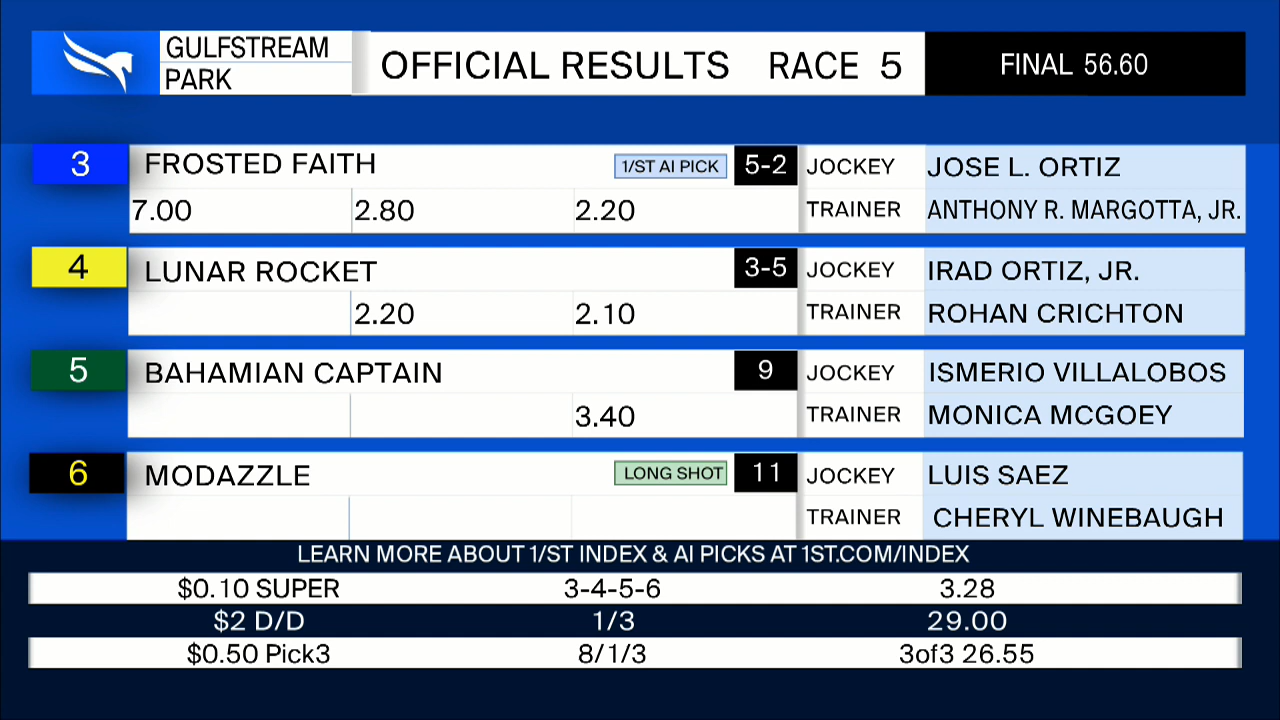 GULFSTREAM
PARK
OFFICIAL RESULTS RACE 5
FINAL 56.60
3 FROSTED FAITH 1/ST AI PICK 5-2 JOCKEY JOSE L. ORTIZ
7.00 2.80 2.20 TRAINER ANTHONY R. MARGOTTA, JR.
4 LUNAR ROCKET 3-5 JOCKEY IRAD ORTIZ, JR.
2.20 2.10 TRAINER ROHAN CRICHTON
5 BAHAMIAN CAPTAIN 9 JOCKEY ISMERIO VILLALOBOS
3.40 TRAINER MONICA MCGOEY
6 MODAZZLE LONG SHOT 11 JOCKEY LUIS SAEZ
TRAINER CHERYL WINEBAUGH
LEARN MORE ABOUT 1/ST INDEX & AI PICKS AT 1ST.COM/INDEX
$0.10 SUPER 3-4-5-6 3.28
$2 D/D 1/3 29.00
$0.50 Pick3 8/1/3 3of3 26.55